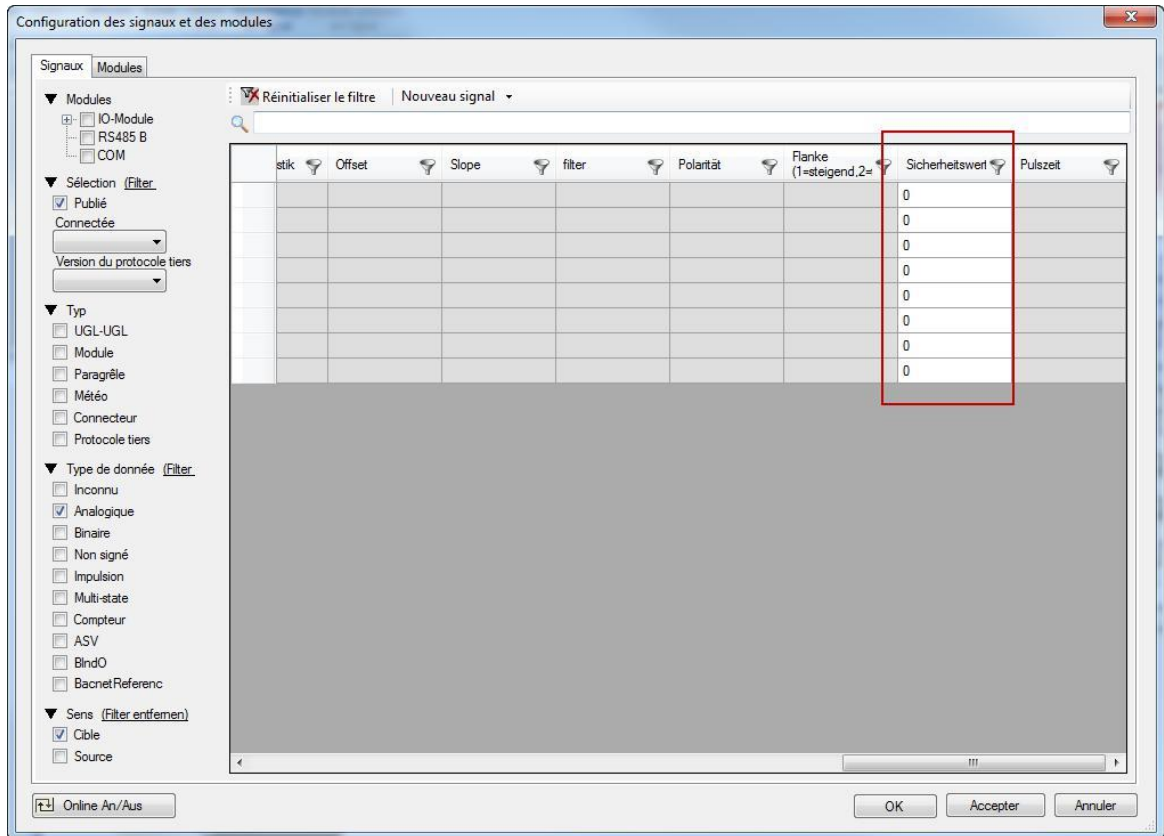 Configuration des signaux et des modules
Signaux
Modules
Modules
IO-Module
RS485 B
COM
Sélection (Filter
Publié
Connectée
Version du protocole tiers
Typ
UGL-UGL
Module
Paragrêle
Météo
Connecteur
Protocole tiers
Type de donnée (Filter
Inconnu
Analogique
Binaire
Non signé
Impulsion
Multi-state
Compteur
ASV
BIndO
BacnetReferenc
Sens (Filter entfernen)
Cible
Source
Réinitialiser le filtre
Nouveau signal
stik
Offset
Slope
filter
Polarität
Flanke
(1=steigend,2=
Sicherheitswert
Pulszeit
0
0
0
0
0
0
0
0
Online An/Aus
OK
Accepter
Annuler